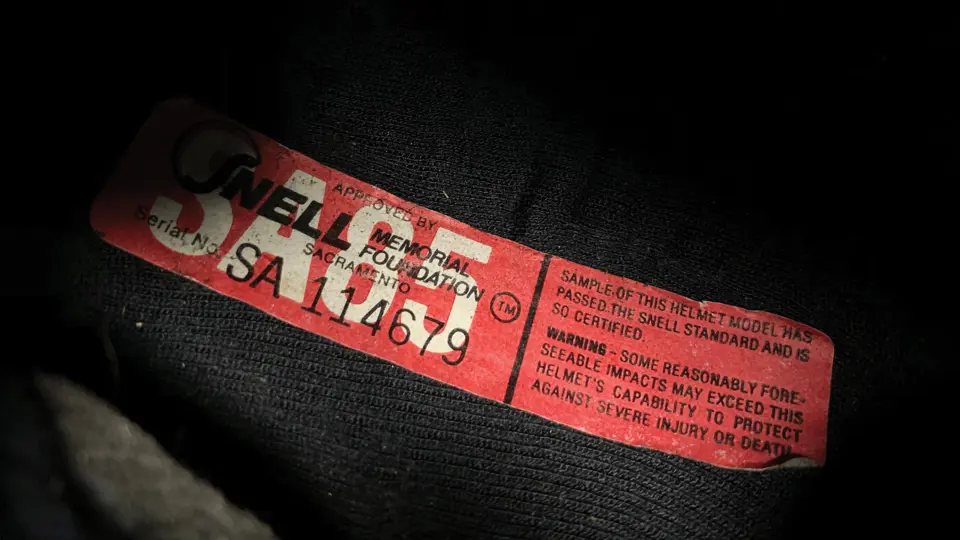 SA85
APPROVED BY
SNELL
MEMORIAL
FOUNDATION
SACRAMENTO
TM
Serial No.
SA 114679
SAMPLE OF THIS HELMET MODEL HAS
PASSED THE SNELL STANDARD AND IS
SO CERTIFIED.
WARNING - SOME REASONABLY FORE-
SEEABLE IMPACTS MAY EXCEED THIS
HELMET'S CAPABILITY TO PROTECT
AGAINST SEVERE INJURY OR DEATH